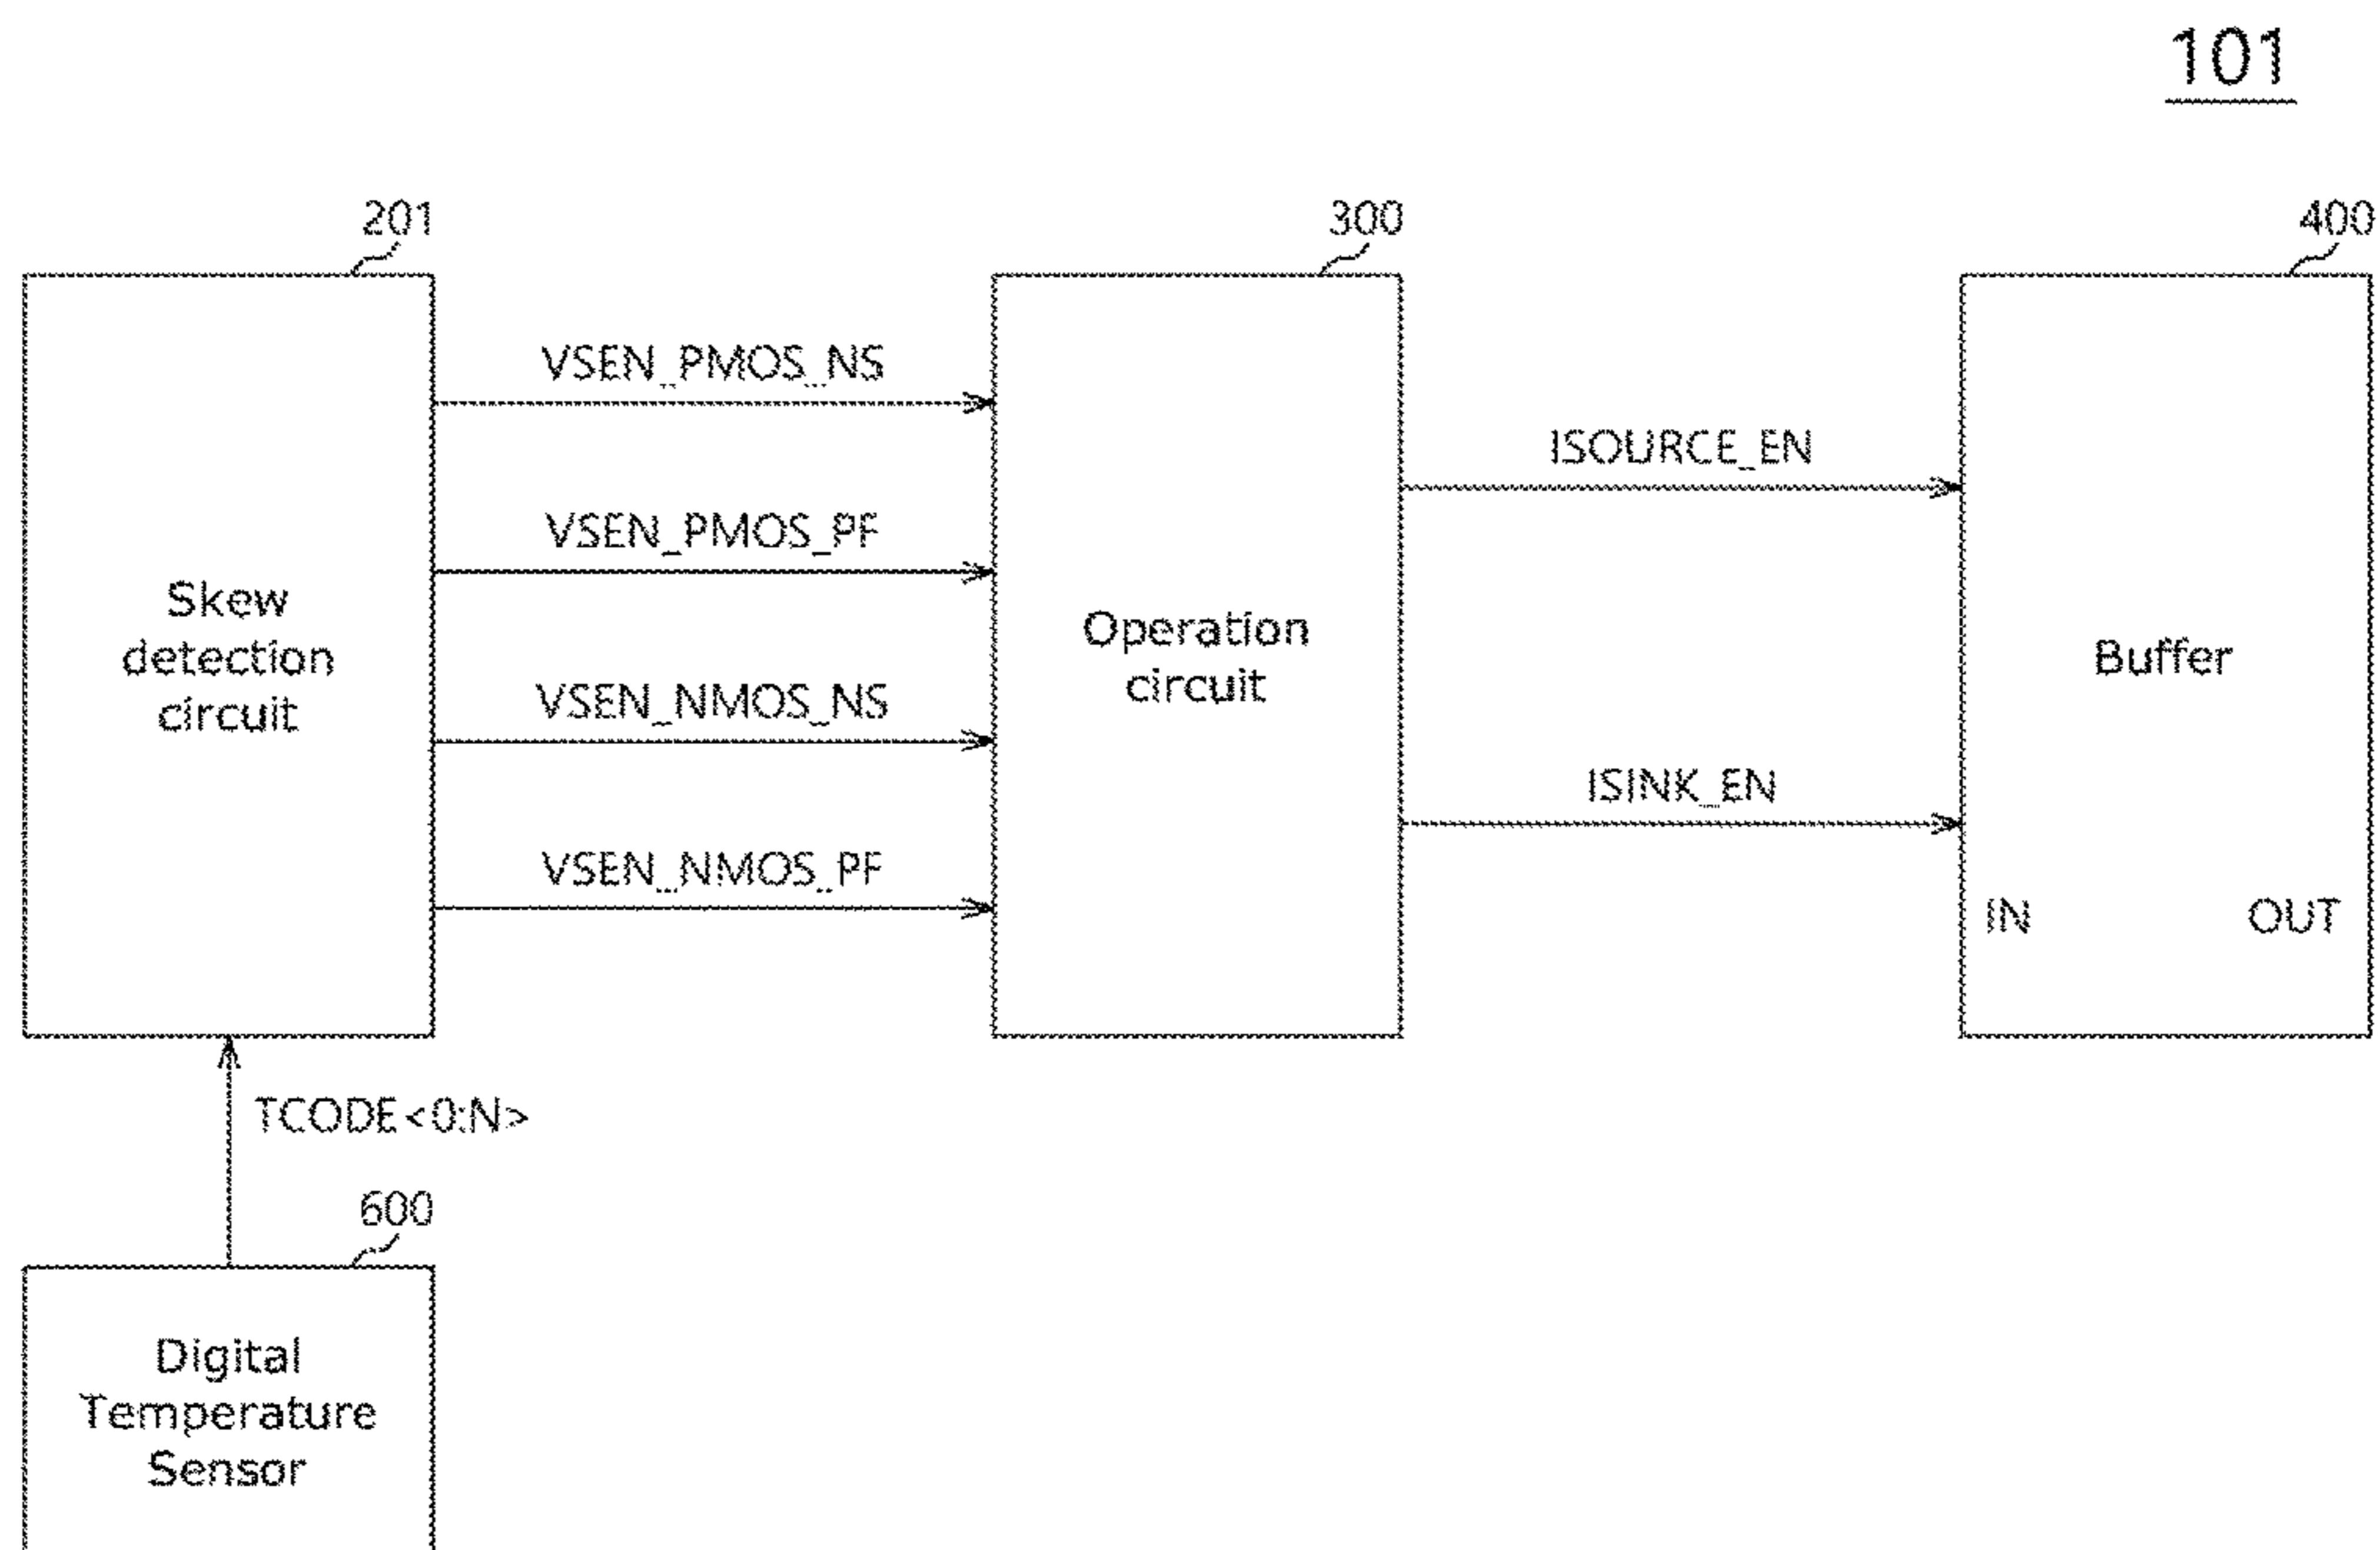 101
201
300
400
VSEN_PMOS_NS
VSEN_PMOS_PF
VSEN_NMOS_NS
VSEN_NMOS_PF
Skew
detection
circuit
Operation
circuit
ISOURCE_EN
ISINK_EN
Buffer
IN
OUT
TCODE<0:N>
600
Digital
Temperature
Sensor